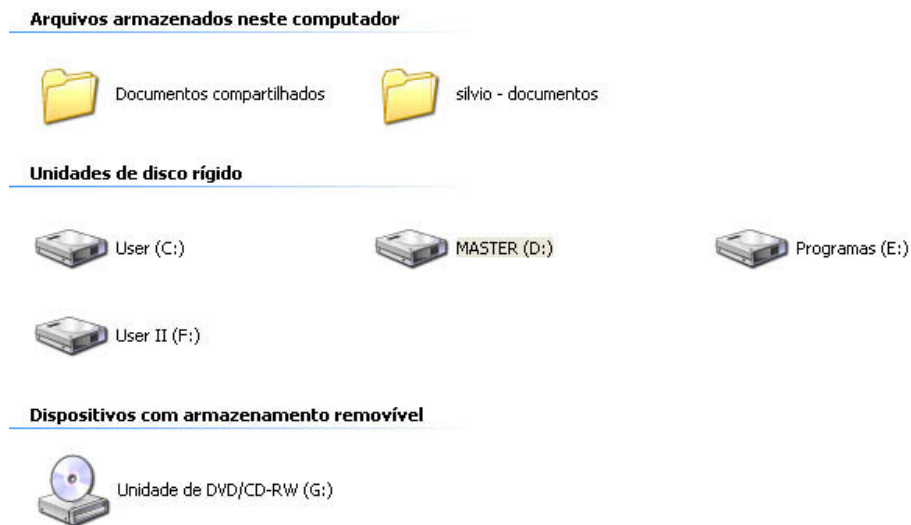 Arquivos armazenados neste computador
Documentos compartilhados
silvio - documentos
Unidades de disco rígido
User (C:)
MASTER (D:)
Programas (E:)
User II (F:)
Dispositivos com armazenamento removível
Unidade de DVD/CD-RW (G:)